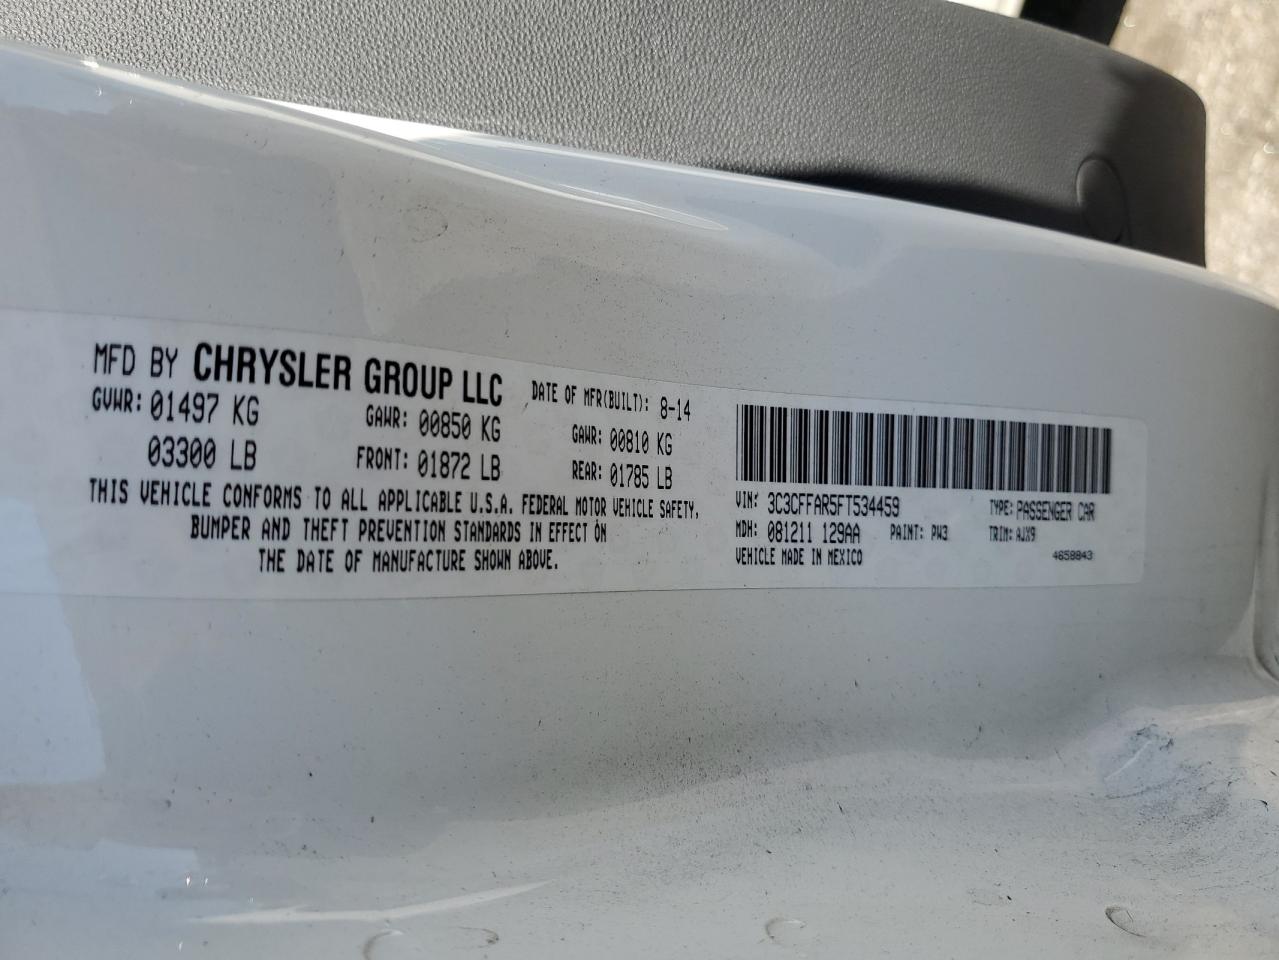 MFD BY CHRYSLER GROUP LLC DATE OF MFR(BUILT): 8-14
GVWR: 01497 KG GAWR: 00850 KG GAWR: 00810 KG
03300 LB FRONT: 01872 LB REAR: 01785 LB
THIS VEHICLE CONFORMS TO ALL APPLICABLE U.S.A. FEDERAL MOTOR VEHICLE SAFETY,
BUMPER AND THEFT PREVENTION STANDARDS IN EFFECT ON
THE DATE OF MANUFACTURE SHOWN ABOVE.
VIN: 3C3CFFAR5FT534459 TYPE: PASSENGER CAR
MDH: 081211 129AA PAINT: PW3 TRIM: AJX9
VEHICLE MADE IN MEXICO 4658843